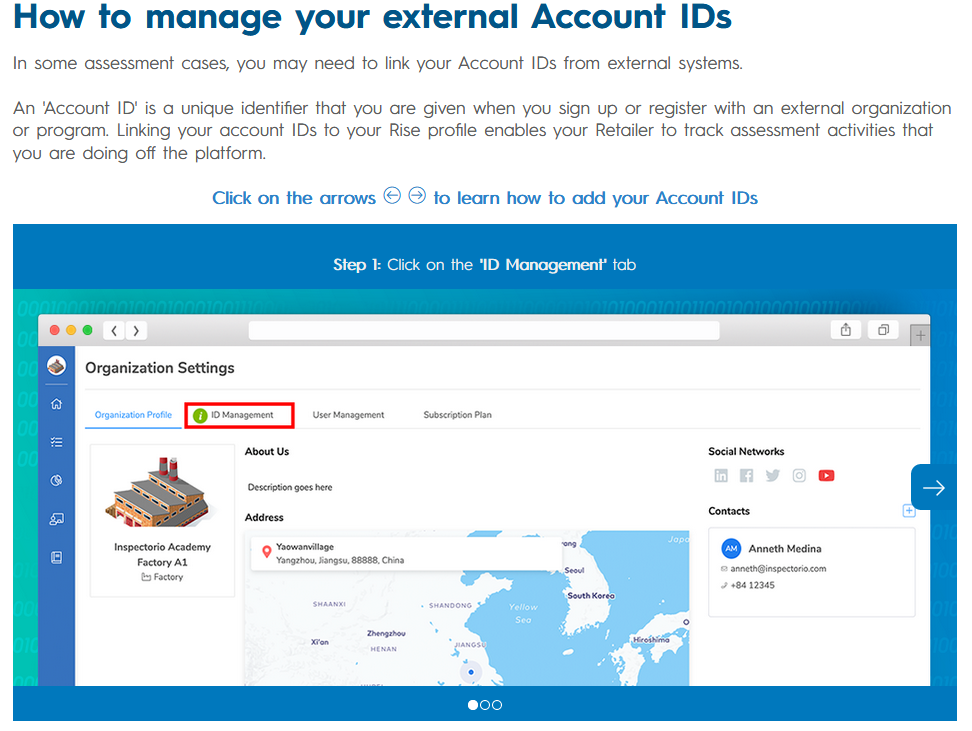 How to manage your external Account IDs
In some assessment cases, you may need to link your Account IDs from external systems.
An 'Account ID' is a unique identifier that you are given when you sign up or register with an external organization
or program. Linking your account IDs to your Rise profile enables your Retailer to track assessment activities that
you are doing off the platform.
Click on the arrows to learn how to add your Account IDs
Step 1: Click on the 'ID Management' tab
Organization Settings
Organization Profile
ID Management
User Management
Subscription Plan
Inspectorio Academy
Factory A1
Factory
About Us
Description goes here
Address
Yaowanvillage
Yangzhou, Jiangsu, 88888, China
Japa
Seoul
South Korea
SHAANXI
SHANDONG
Yellow
Sea
Xi'an
Zhengzhou
HENAN
JIANGSU
Hiroshima
Social Networks
Contacts
AM
Anneth Medina
anneth@inspectorio.com
+84 12345